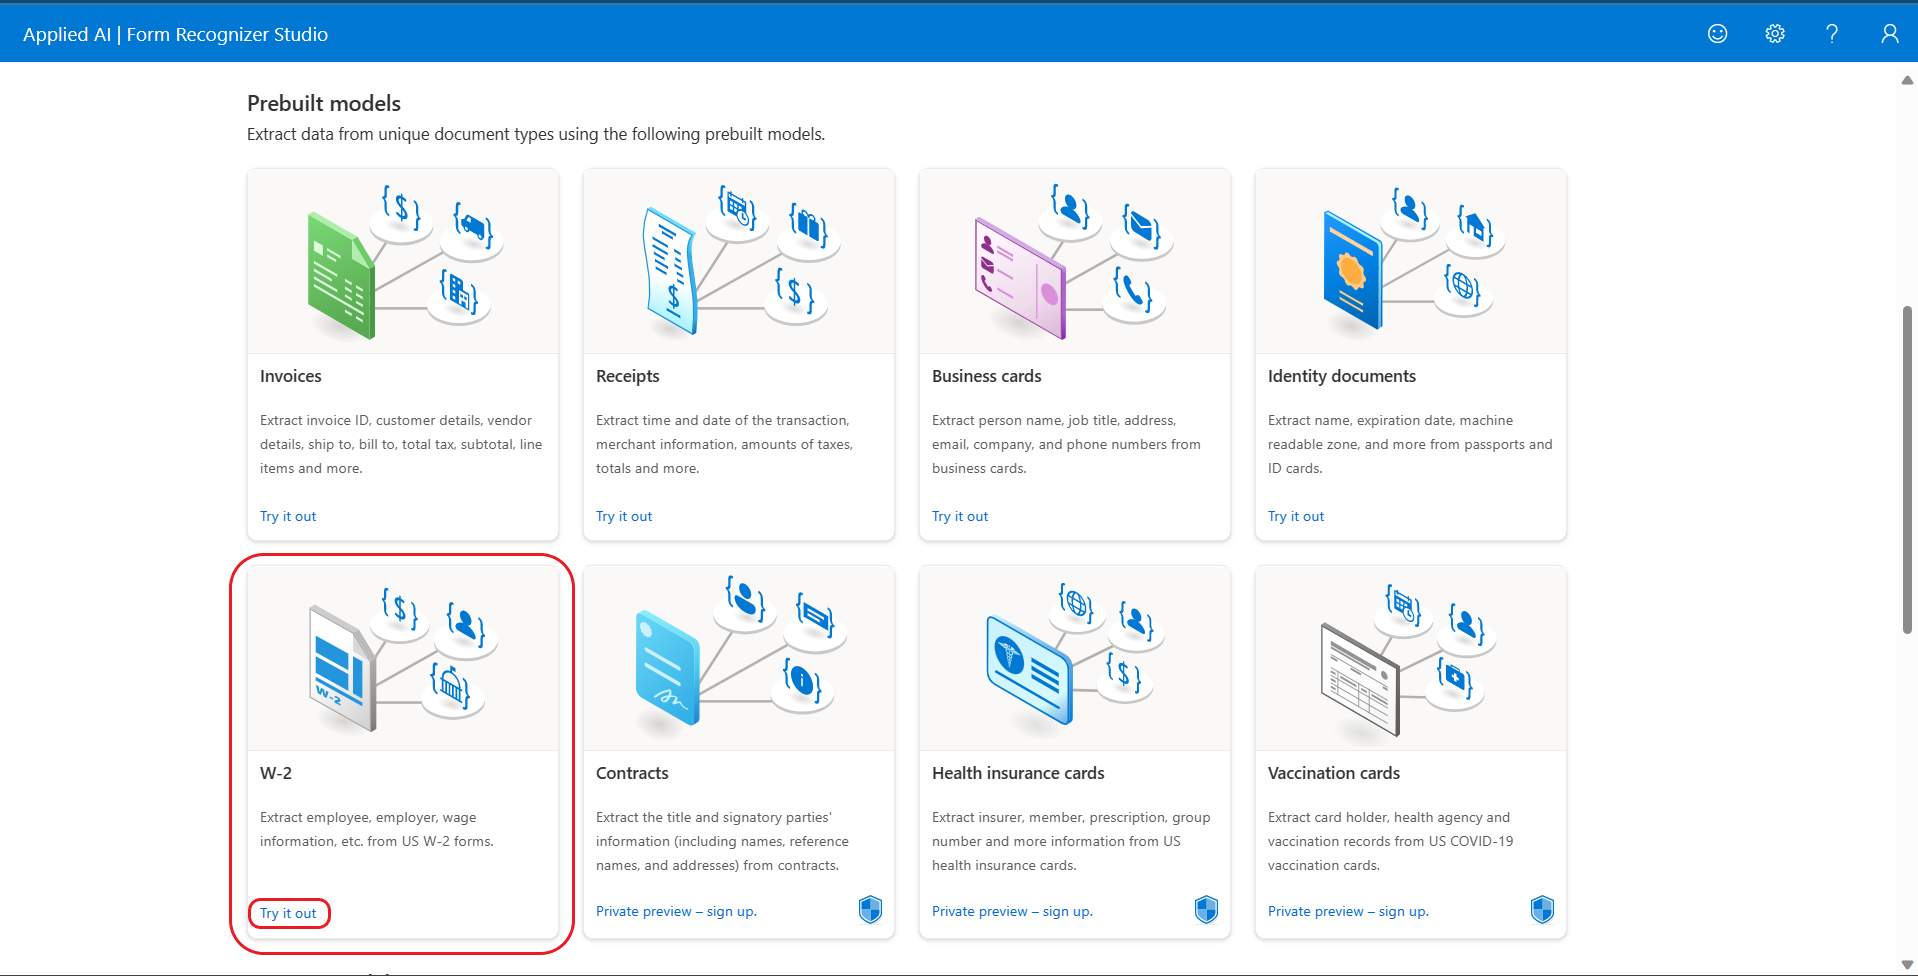 Applied AI | Form Recognizer Studio
Prebuilt models
Extract data from unique document types using the following prebuilt models.
Invoices
Extract invoice ID, customer details, vendor
details, ship to, bill to, total tax, subtotal, line
items and more.
Try it out
Receipts
Extract time and date of the transaction,
merchant information, amounts of taxes,
totals and more.
Try it out
Business cards
Extract person name, job title, address,
email, company, and phone numbers from
business cards.
Try it out
Identity documents
Extract name, expiration date, machine
readable zone, and more from passports and
ID cards.
Try it out
W-2
W-2
Extract employee, employer, wage
information, etc. from US W-2 forms.
Try it out
Contracts
Extract the title and signatory parties'
information (including names, reference
names, and addresses) from contracts.
Private preview – sign up.
Health insurance cards
Extract insurer, member, prescription, group
number and more information from US
health insurance cards.
Private preview – sign up.
Vaccination cards
Extract card holder, health agency and
vaccination records from US COVID-19
vaccination cards.
Private preview – sign up.